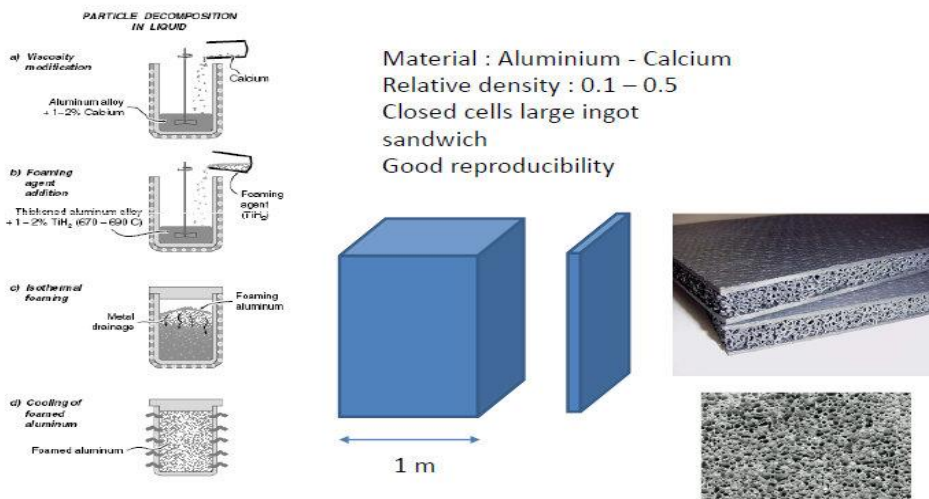 PARTICLE DECOMPOSITION
IN LIQUID
a) Viscosity
modification
Calcium
Aluminum alloy
+ 1–2% Calcium
b) Foaming
agent
addition
Foaming
agent
(TiH₂)
Thickened aluminum alloy
+ 1–2% TiH₂ (670–690 C)
c) Isothermal
foaming
Foaming
aluminum
Metal
drainage
d) Cooling of
foamed
aluminum
Foamed aluminum
Material : Aluminium - Calcium
Relative density : 0.1 – 0.5
Closed cells large ingot
sandwich
Good reproducibility
1 m